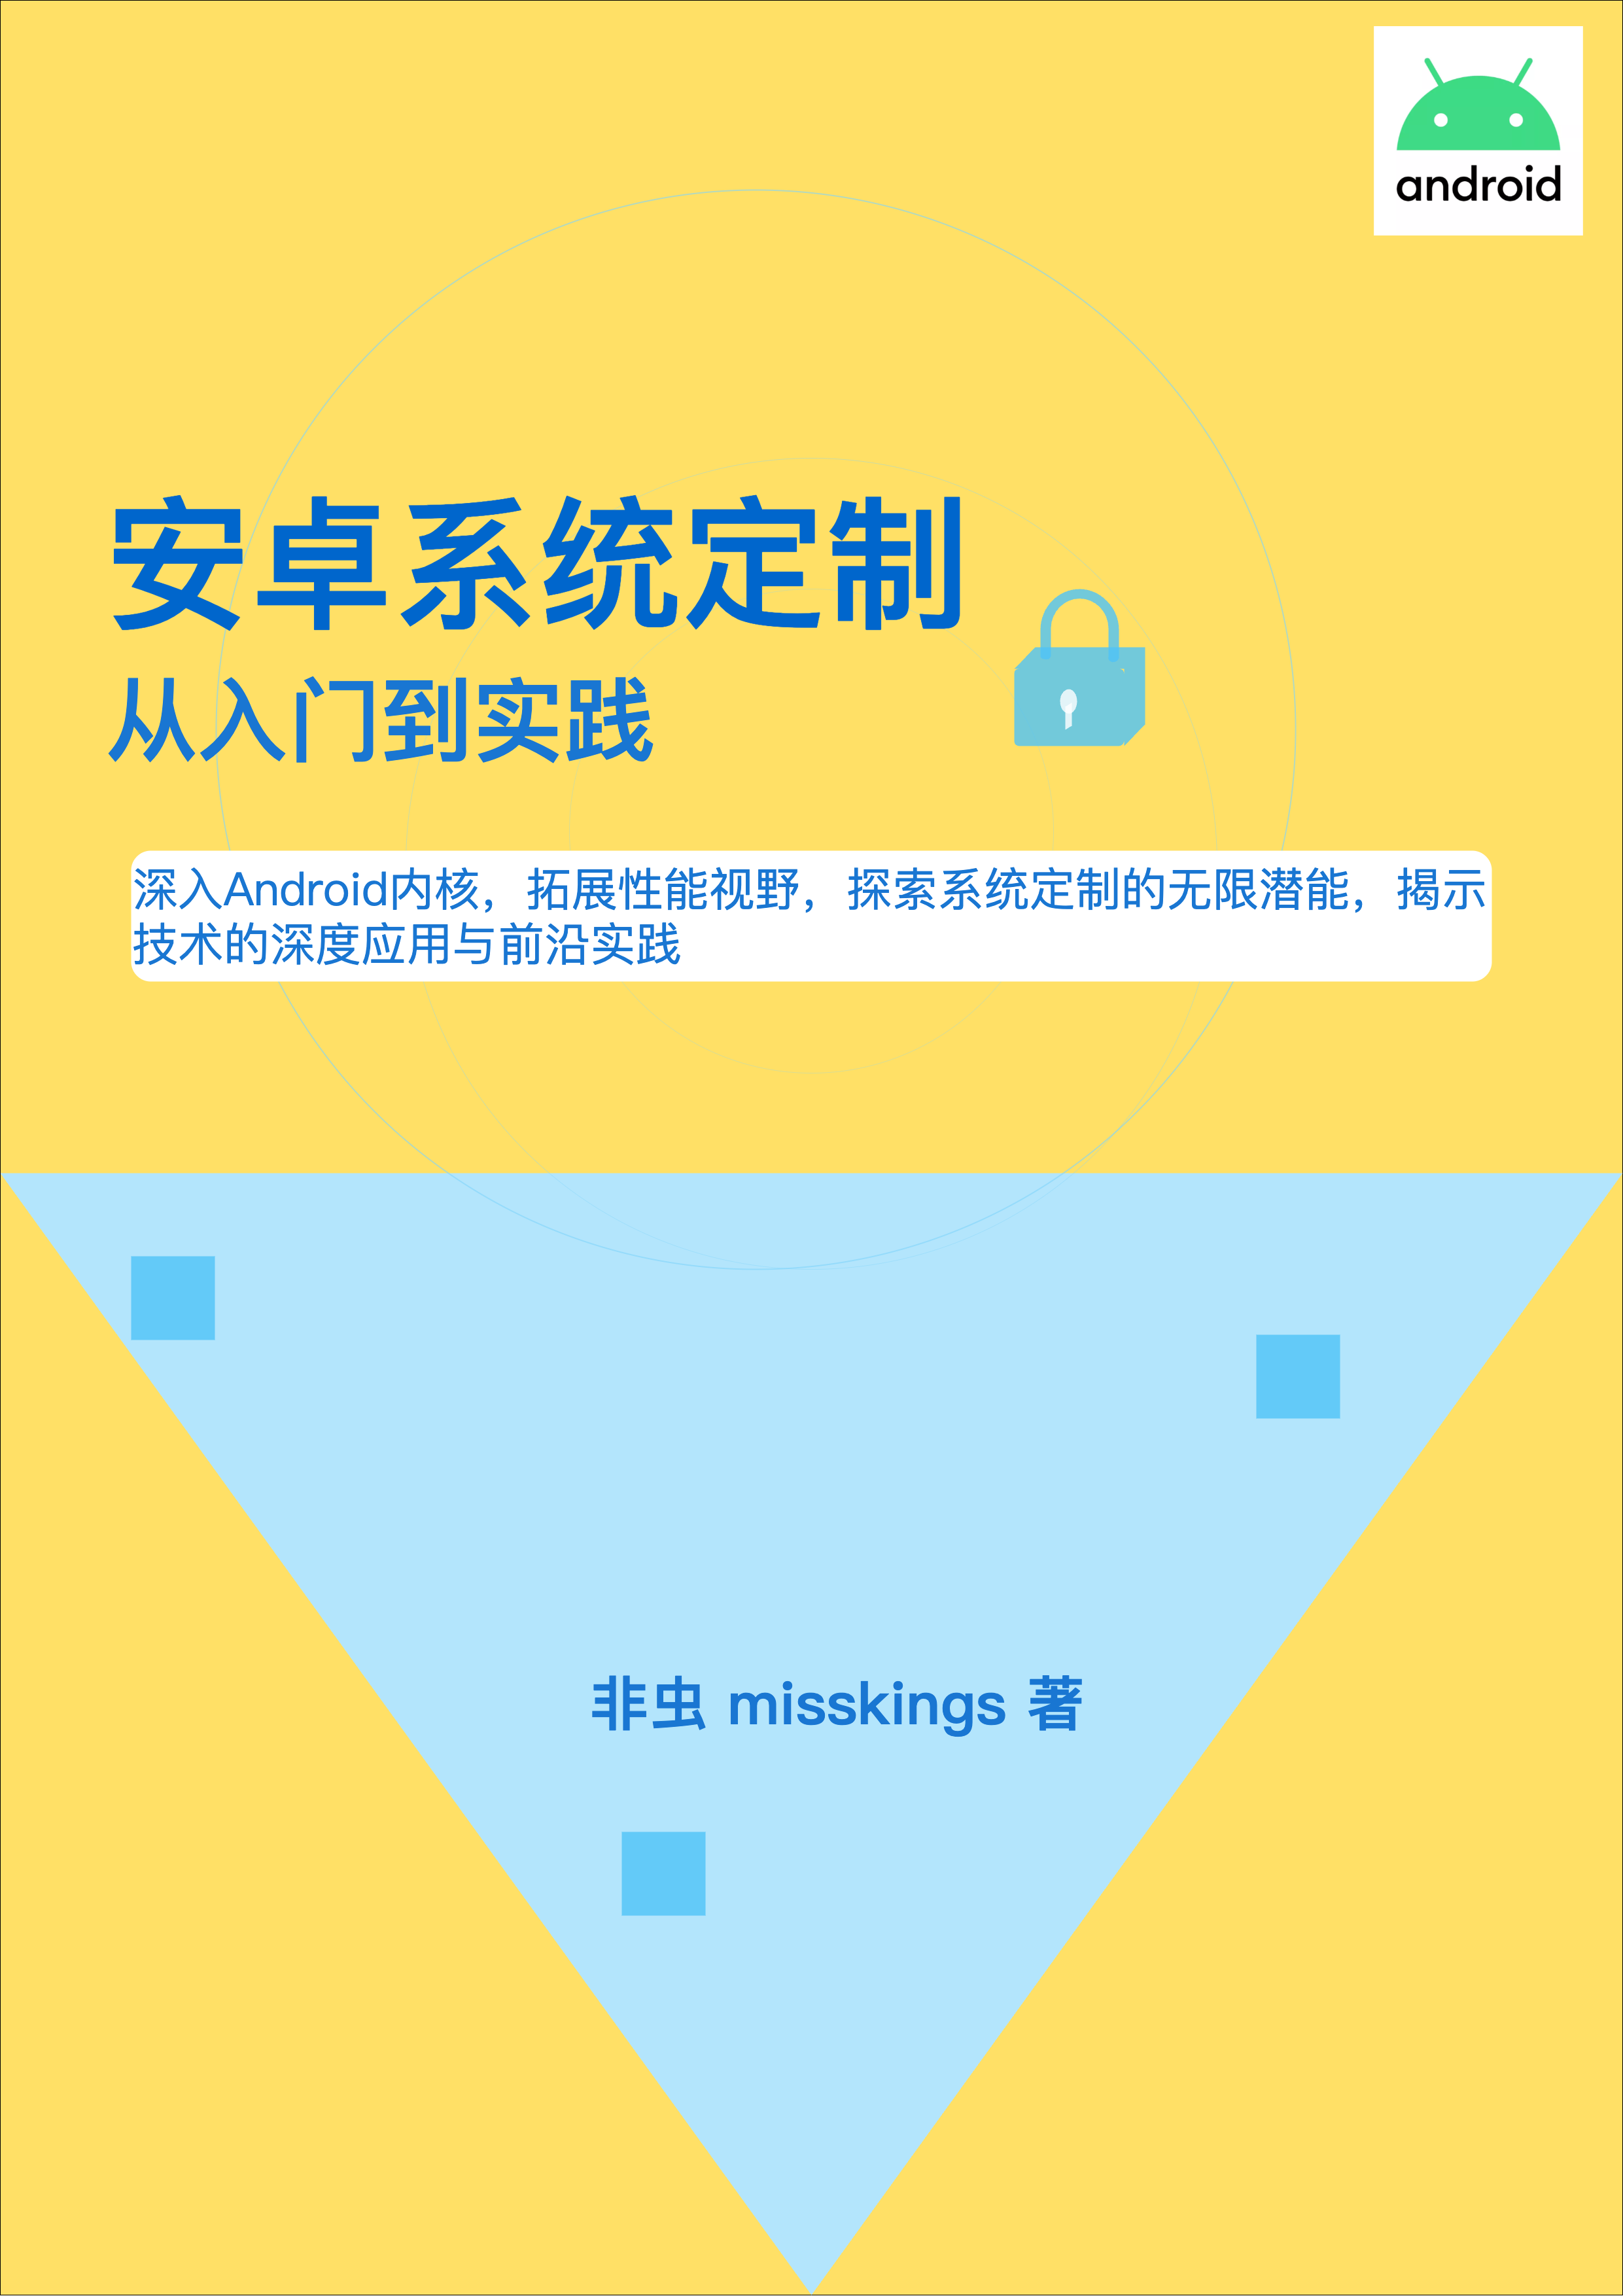 android
安卓系统定制
从入门到实践
深入Android内核，拓展性能视野，探索系统定制的无限潜能，揭示
技术的深度应用与前沿实践
非虫 misskings 著